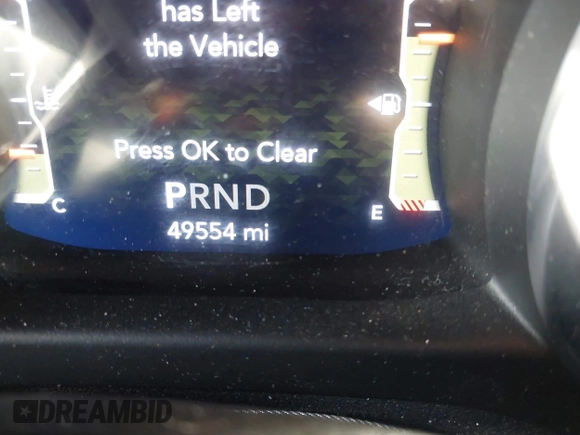 has Left
the Vehicle
Press OK to Clear
PRND
C
E
49554 mi
DREAMBID